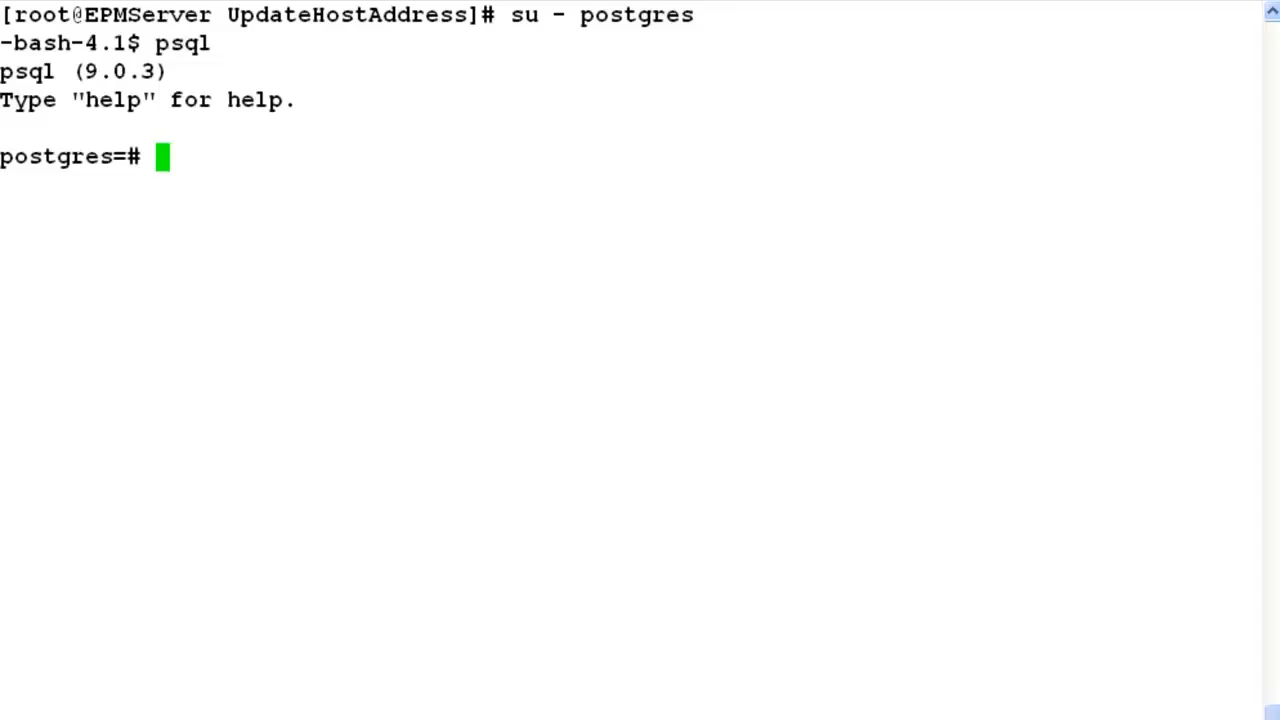 [root@EPMServer UpdateHostAddress]# su - postgres
-bash-4.1$ psql
psql (9.0.3)
Type "help" for help.
postgres=#